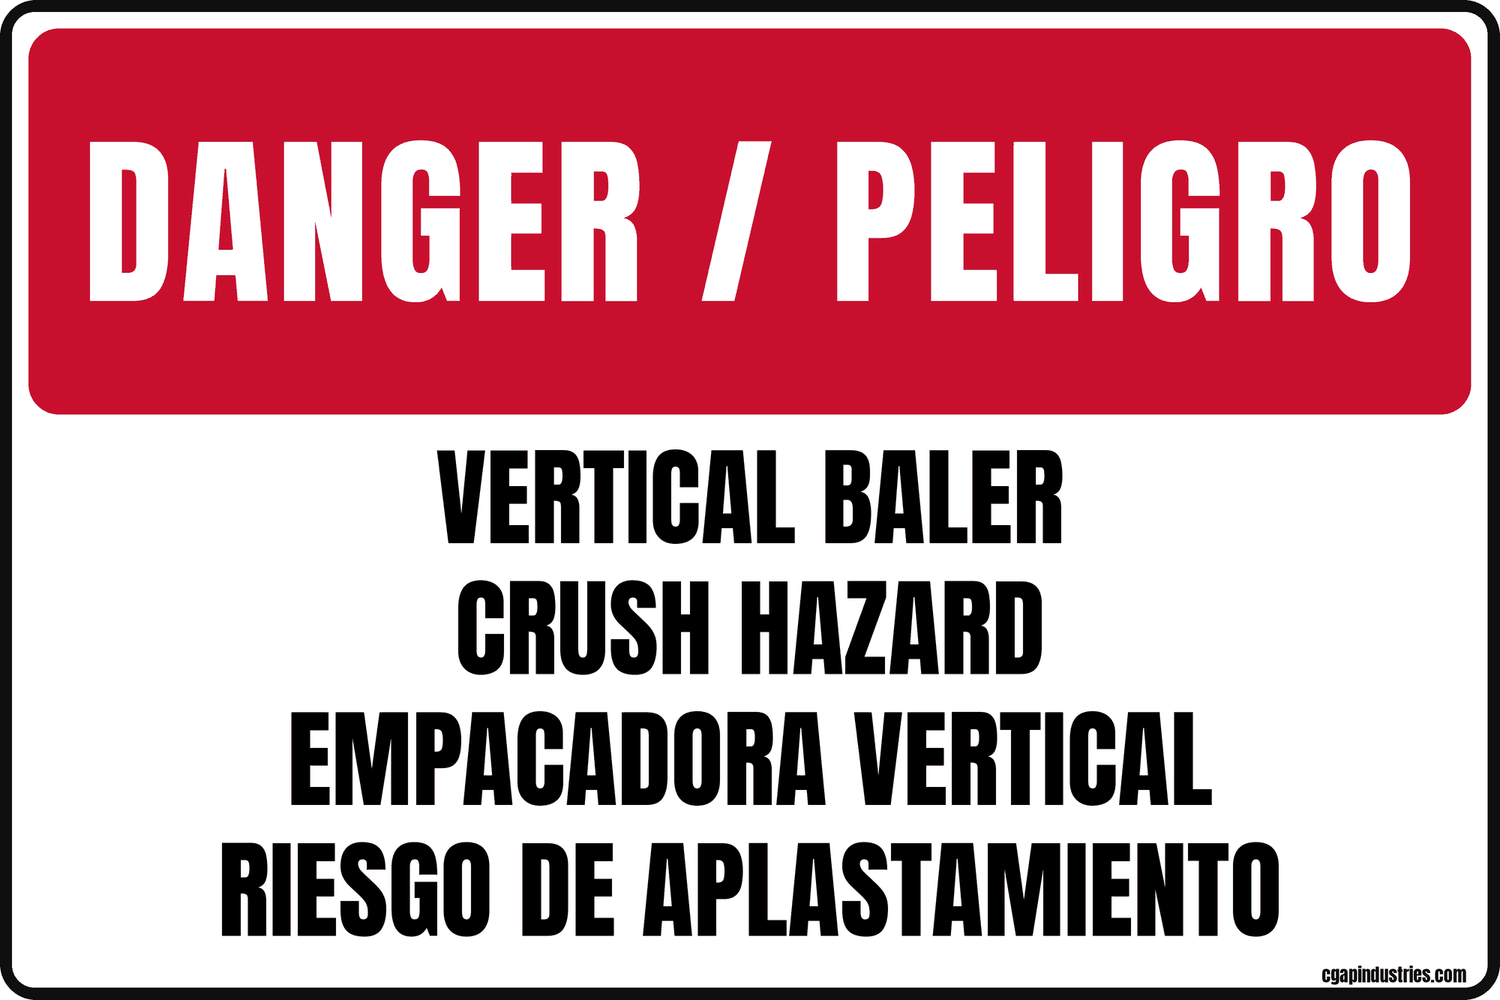 DANGER / PELIGRO
VERTICAL BALER
CRUSH HAZARD
EMPACADORA VERTICAL
RIESGO DE APLASTAMIENTO
cgapindustries.com